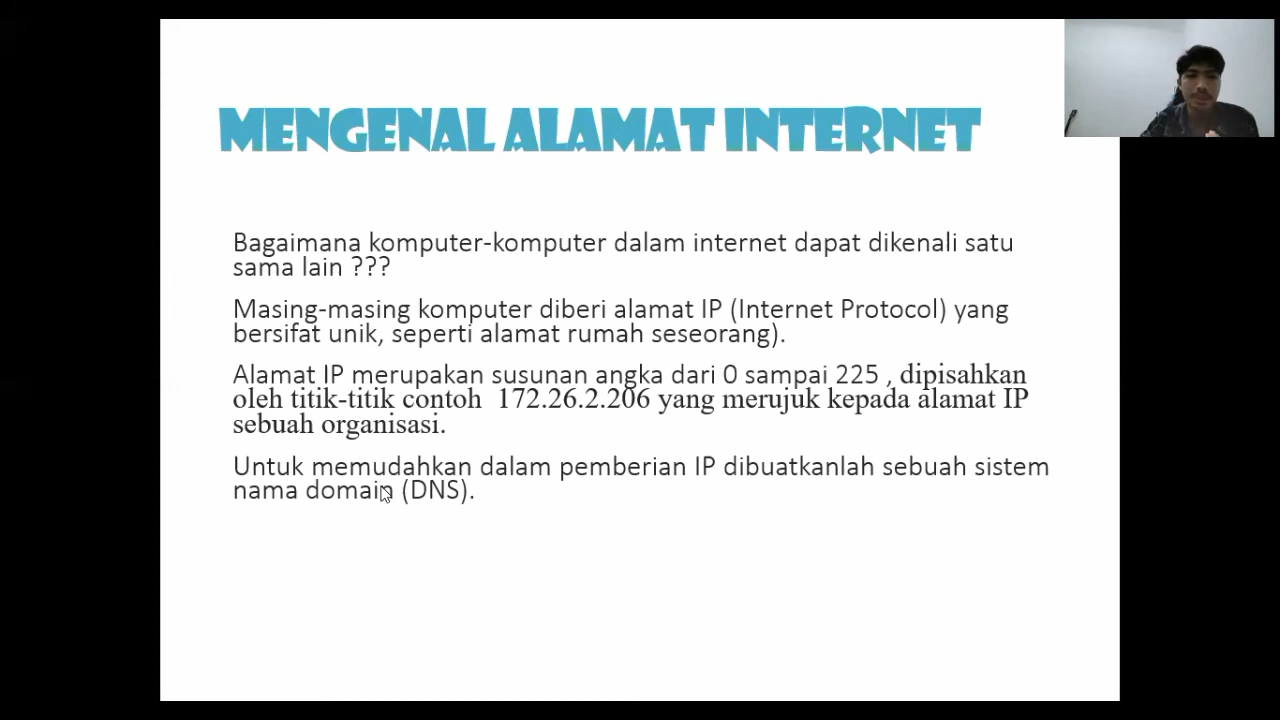 MENGENAL ALAMAT INTERNET
Bagaimana komputer-komputer dalam internet dapat dikenali satu
sama lain ???
Masing-masing komputer diberi alamat IP (Internet Protocol) yang
bersifat unik, seperti alamat rumah seseorang).
Alamat IP merupakan susunan angka dari 0 sampai 225 , dipisahkan
oleh titik-titik contoh 172.26.2.206 yang merujuk kepada alamat IP
sebuah organisasi.
Untuk memudahkan dalam pemberian IP dibuatkanlah sebuah sistem
nama domain (DNS).